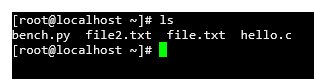 [root@localhost ~]# ls
bench.py  file2.txt  file.txt  hello.c
[root@localhost ~]#